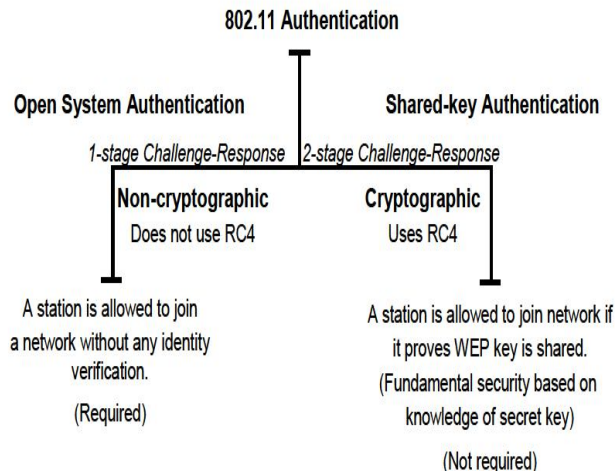 802.11 Authentication
Open System Authentication
Shared-key Authentication
1-stage Challenge-Response
2-stage Challenge-Response
Non-cryptographic
Does not use RC4
Cryptographic
Uses RC4
A station is allowed to join
a network without any identity
verification.
(Required)
A station is allowed to join network if
it proves WEP key is shared.
(Fundamental security based on
knowledge of secret key)
(Not required)